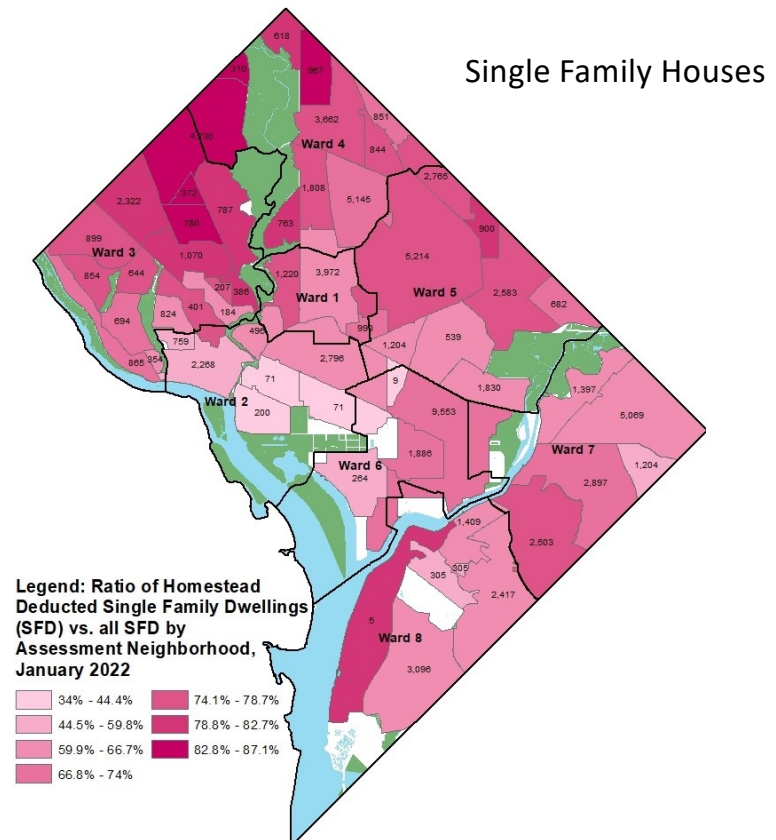 Single Family Houses
618
310
967
3,662
Ward 4
851
844
4,730
2,765
372
787
1,808
5,145
2,322
780
763
900
899
Ward 3
1,070
5,214
854
644
1,220
3,972
Ward 5
207
386
Ward 1
2,583
824
401
184
682
694
999
759
496
1,204
539
865
354
2,268
2,796
71
9
1,830
1,397
Ward 2
200
71
9,553
5,069
Ward 7
1,886
1,204
Ward 6
264
2,897
1,409
2,503
305
305
2,417
5
Ward 8
3,096
Legend: Ratio of Homestead
Deducted Single Family Dwellings
(SFD) vs. all SFD by
Assessment Neighborhood,
January 2022
34% - 44.4%
44.5% - 59.8%
59.9% - 66.7%
66.8% - 74%
74.1% - 78.7%
78.8% - 82.7%
82.8% - 87.1%